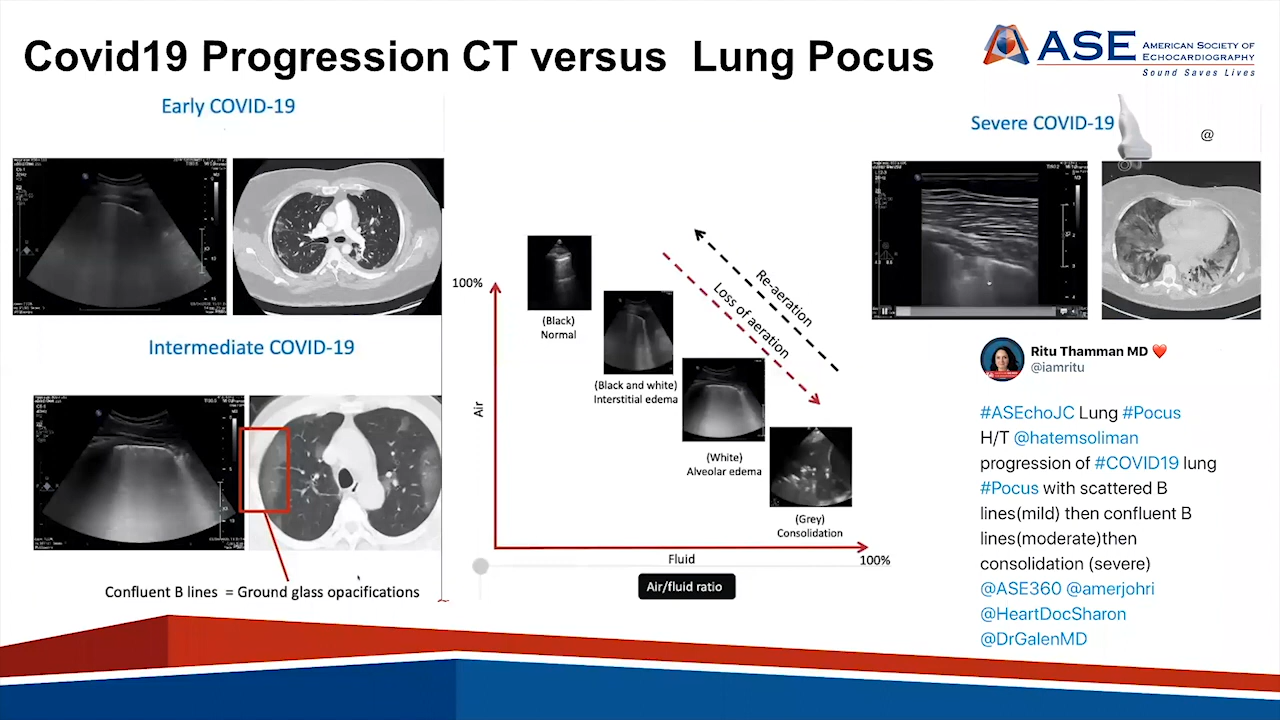 Covid19 Progression CT versus Lung Pocus
ASE
AMERICAN SOCIETY OF
ECHOCARDIOGRAPHY
Sound Saves Lives
Early COVID-19
Intermediate COVID-19
Confluent B lines = Ground glass opacifications
100%
Air
(Black)
Normal
(Black and white)
Interstitial edema
(White)
Alveolar edema
(Grey)
Consolidation
Re-aeration
Loss of aeration
Fluid
100%
Air/fluid ratio
Severe COVID-19
@
Ritu Thamman MD ❤️
@iamritu
#ASEchoJC Lung #Pocus
H/T @hatemsoliman
progression of #COVID19 lung
#Pocus with scattered B
lines(mild) then confluent B
lines(moderate)then
consolidation (severe)
@ASE360 @amerjohri
@HeartDocSharon
@DrGalenMD